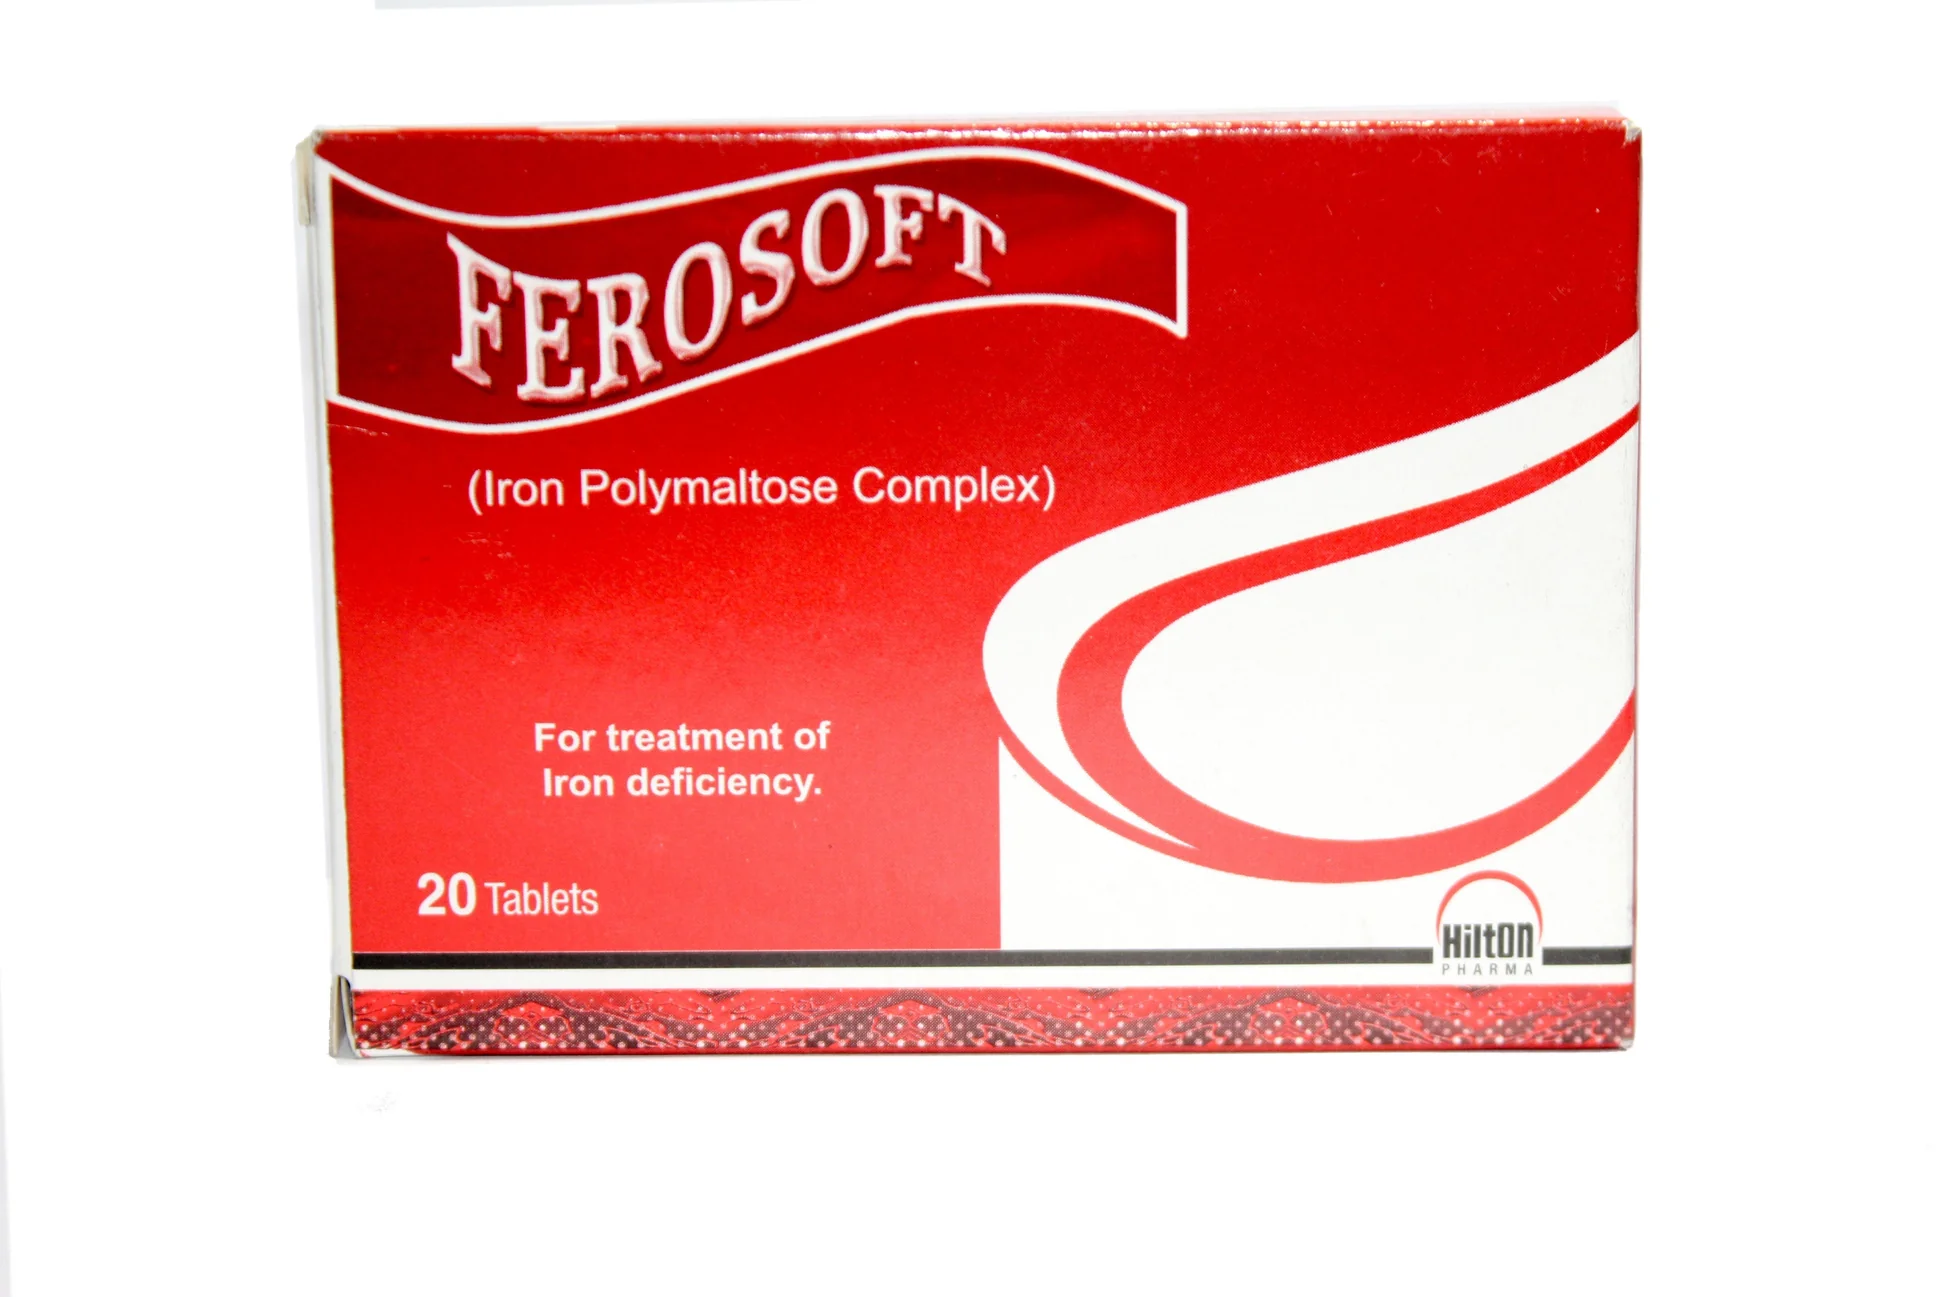 FEROSOFT
(Iron Polymaltose Complex)
For treatment of
Iron deficiency.
20 Tablets
HiltOn
PHARMA